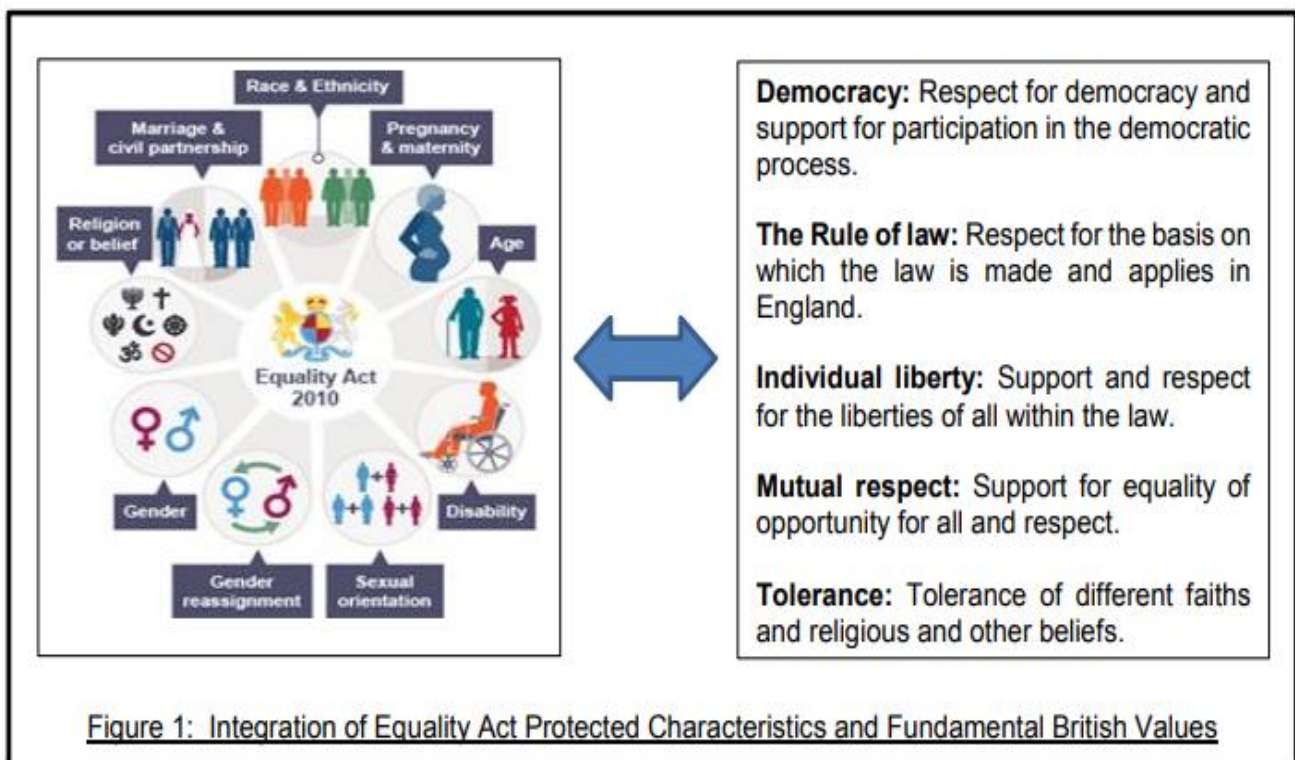 Race & Ethnicity
Marriage &
civil partnership
Pregnancy
& maternity
Religion
or belief
Age
Equality Act
2010
Gender
Disability
Gender
reassignment
Sexual
orientation
Democracy: Respect for democracy and
support for participation in the democratic
process.
The Rule of law: Respect for the basis on
which the law is made and applies in
England.
Individual liberty: Support and respect
for the liberties of all within the law.
Mutual respect: Support for equality of
opportunity for all and respect.
Tolerance: Tolerance of different faiths
and religious and other beliefs.
Figure 1: Integration of Equality Act Protected Characteristics and Fundamental British Values